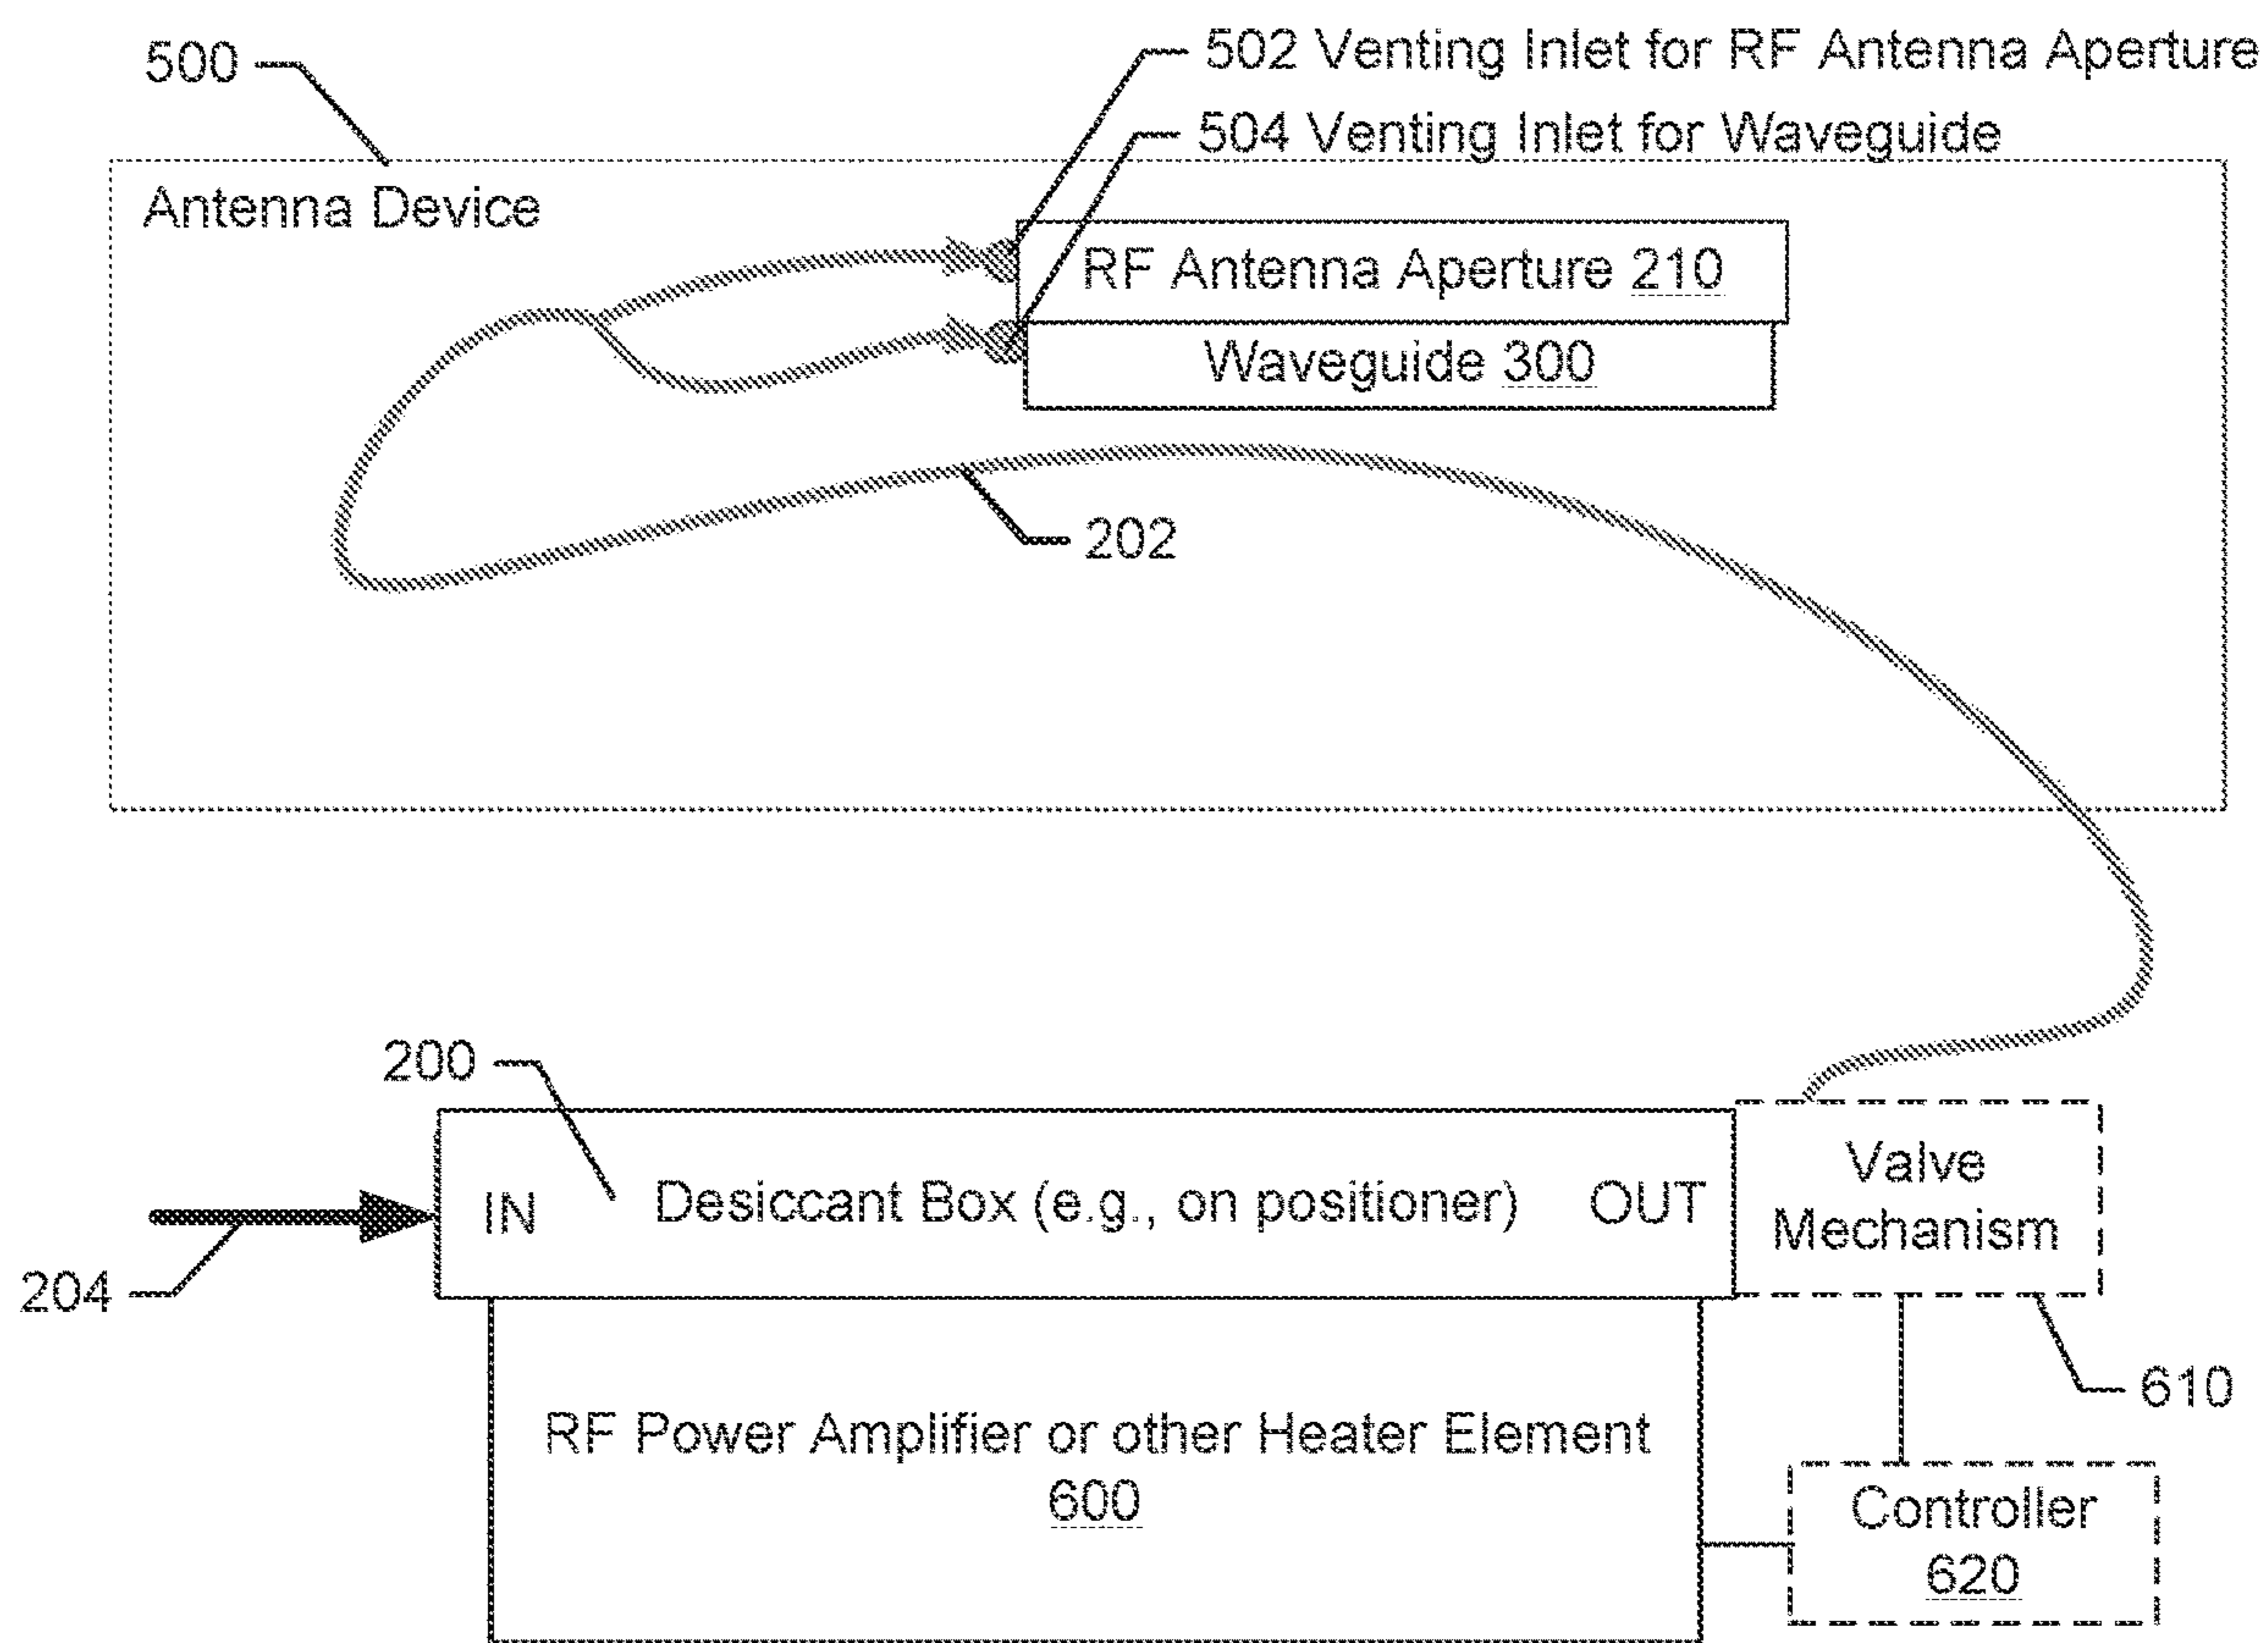 502 Venting Inlet for RF Antenna Aperture
500
504 Venting Inlet for Waveguide
Antenna Device
RF Antenna Aperture 210
Waveguide 300
202
200
IN
Desiccant Box (e.g., on positioner)
OUT
Valve
Mechanism
204
610
RF Power Amplifier or other Heater Element
600
Controller
620